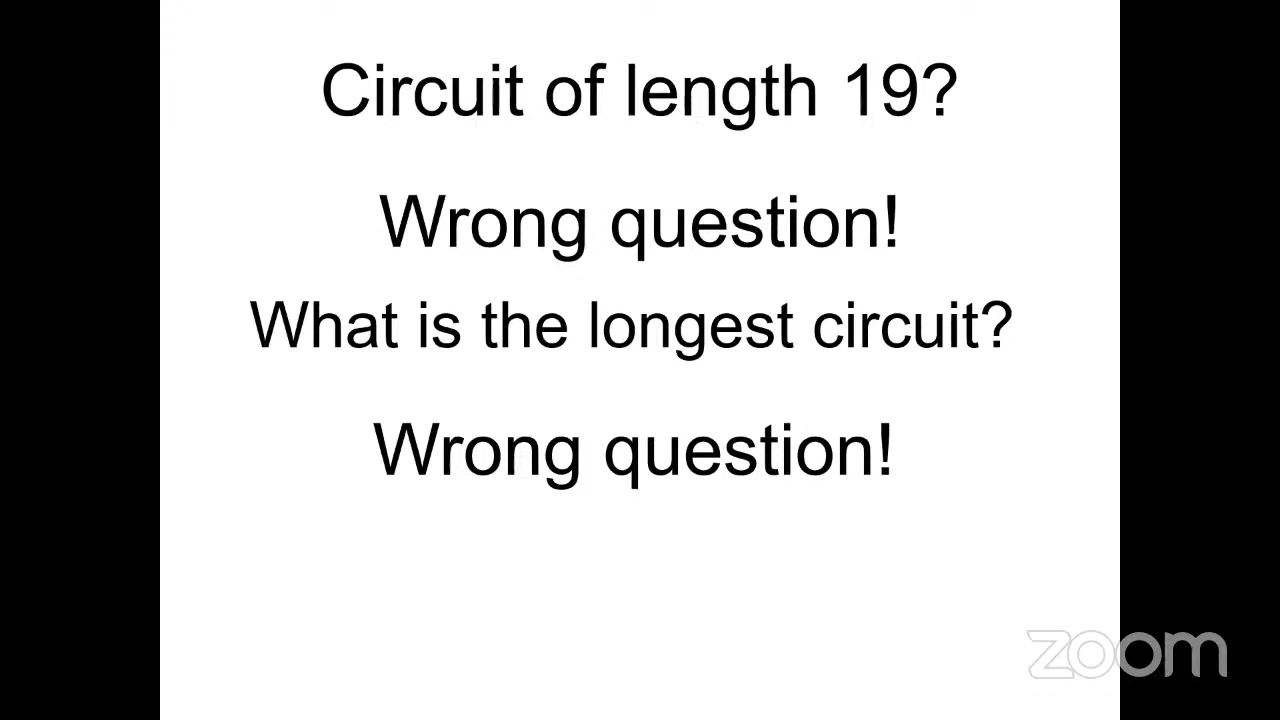 Circuit of length 19?
Wrong question!
What is the longest circuit?
Wrong question!
zoom